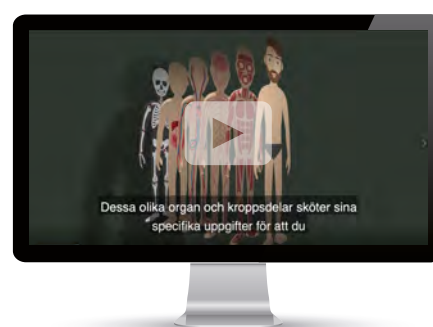 Dessa olika organ och kroppsdelar sköter sina
specifika uppgifter för att du